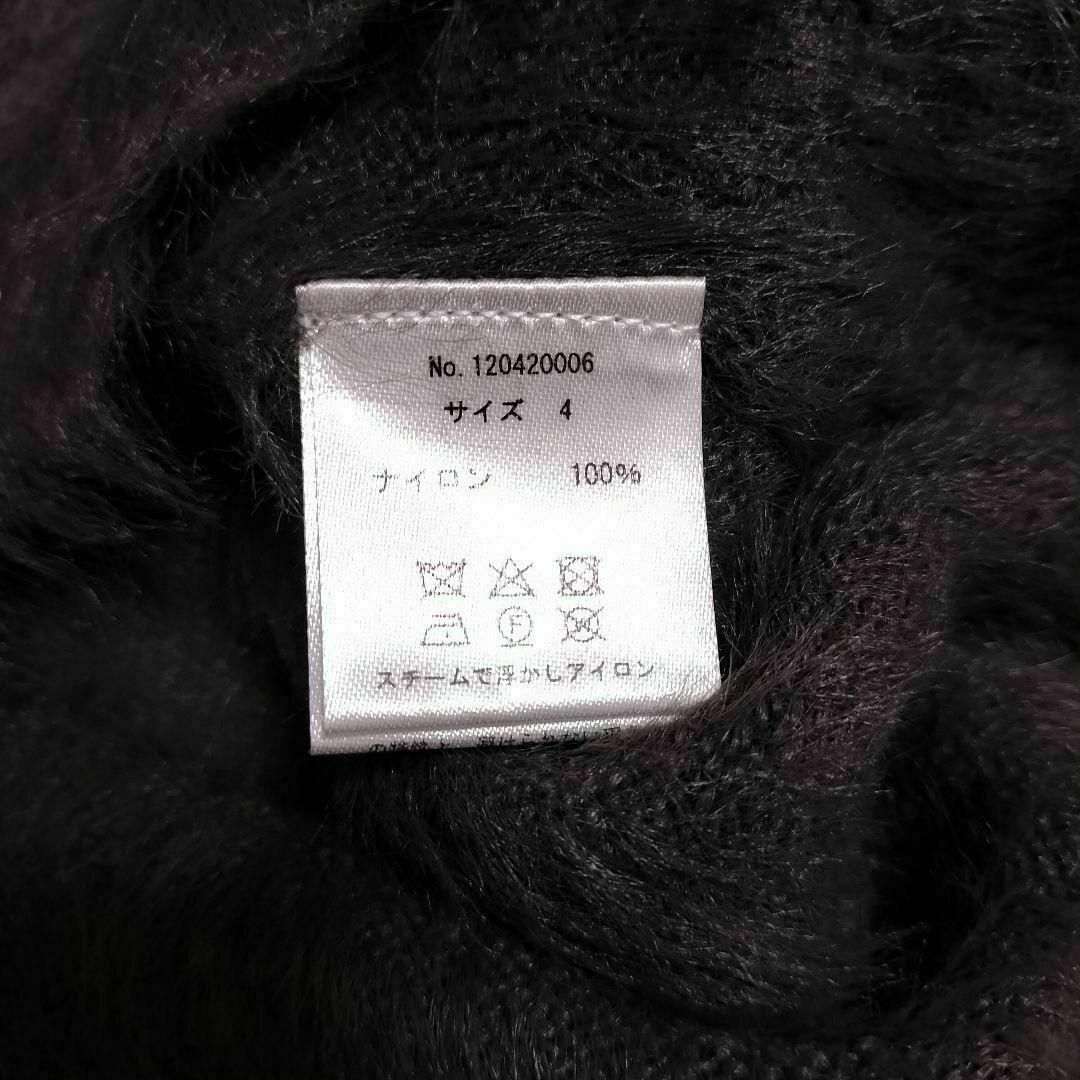 No. 120420006
サイズ 4
ナイロン 100%
F
スチームで浮かしアイロン